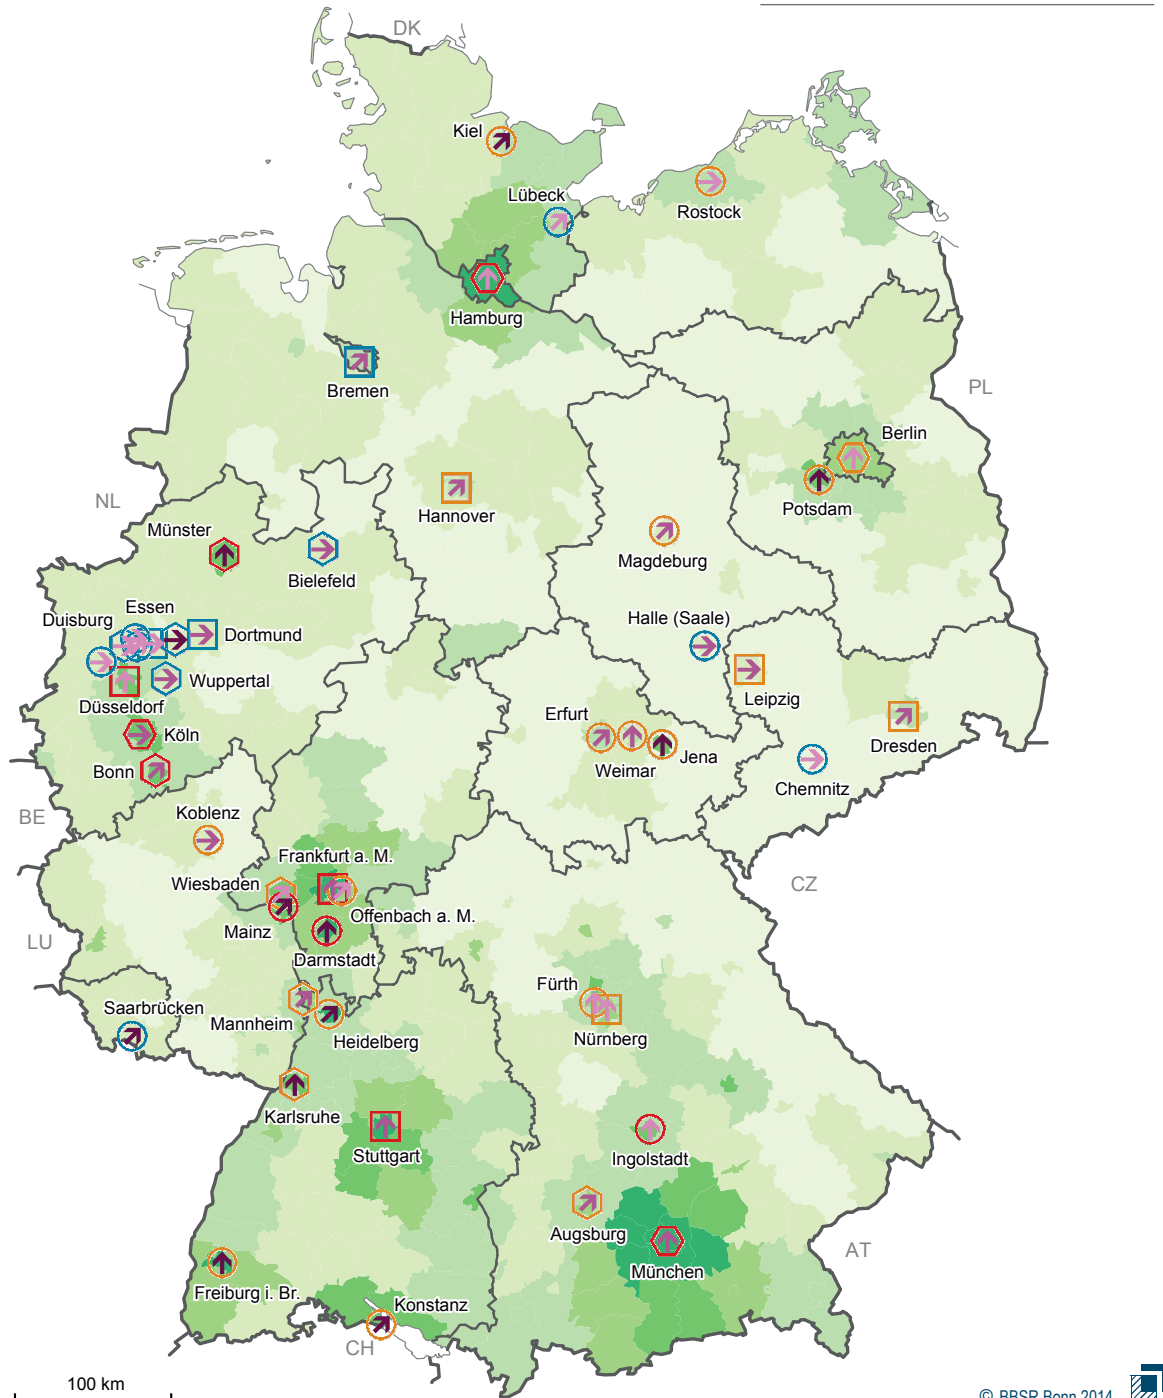 DK
Kiel
Lübeck
Rostock
Hamburg
Bremen
PL
Berlin
NL
Hannover
Potsdam
Münster
Bielefeld
Magdeburg
Essen
Duisburg
Halle (Saale)
Dortmund
Wuppertal
Leipzig
Düsseldorf
Erfurt
Köln
Dresden
Jena
Bonn
Weimar
Chemnitz
BE
Koblenz
Frankfurt a. M.
Wiesbaden
CZ
Offenbach a. M.
Mainz
LU
Darmstadt
Fürth
Saarbrücken
Mannheim
Heidelberg
Nürnberg
Karlsruhe
Stuttgart
Ingolstadt
Augsburg
AT
München
Freiburg i. Br.
Konstanz
CH
100 km
© BBSR Bonn 2014